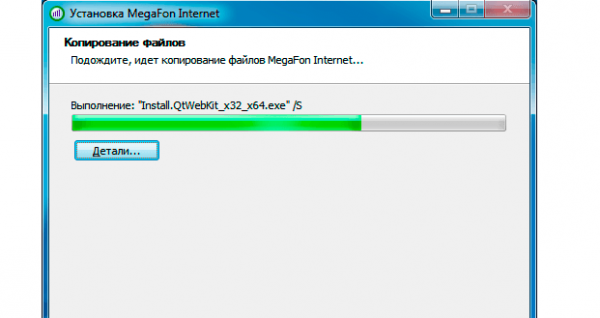 Установка MegaFon Internet
Копирование файлов
Подождите, идет копирование файлов MegaFon Internet...
Выполнение: "Install.QtWebKit_x32_x64.exe" /S
Детали...